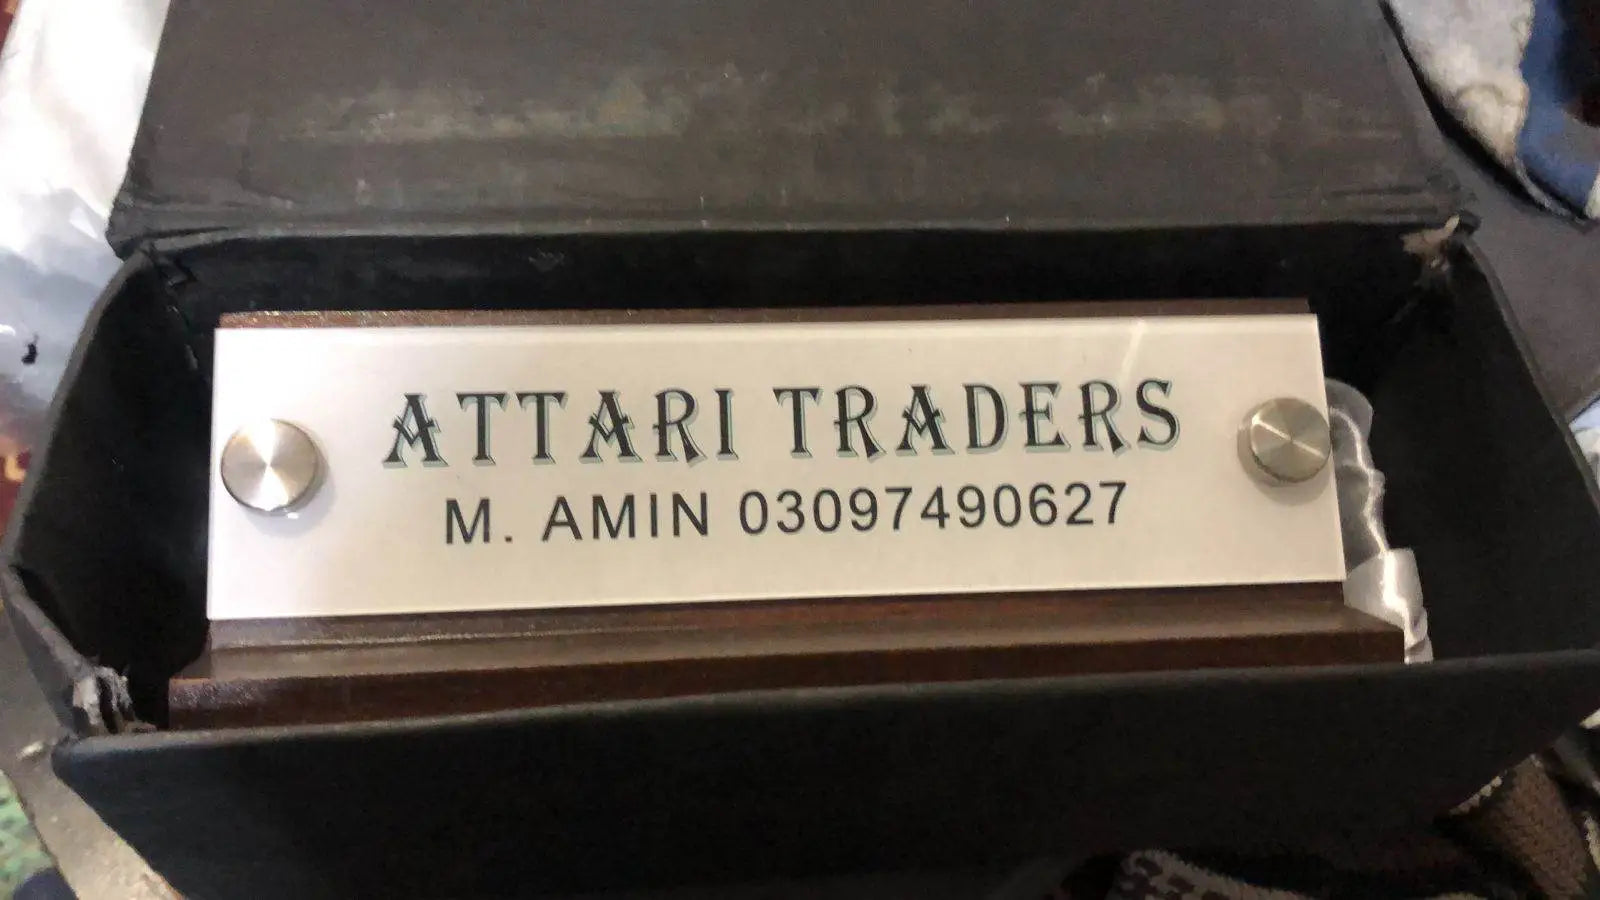 ATTARI TRADERS
M. AMIN 03097490627